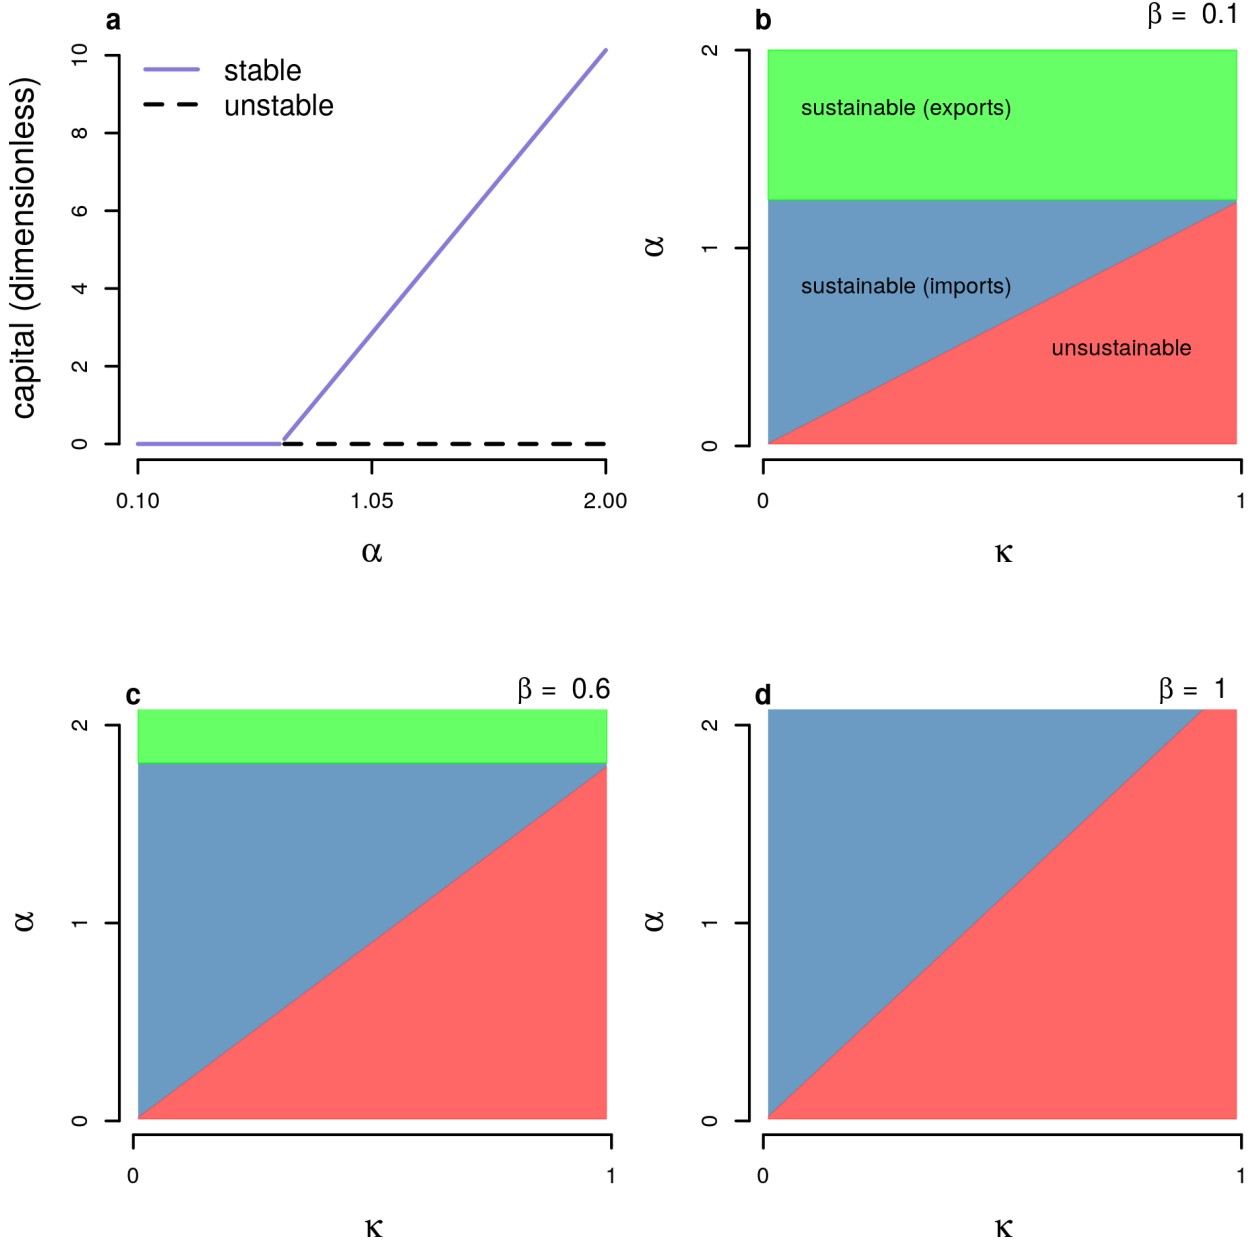 a
capital (dimensionless)
10
8
6
4
2
0
stable
unstable
0.10 1.05 2.00
α
b
β = 0.1
α
2
1
0
sustainable (exports)
sustainable (imports)
unsustainable
0 1
κ
c
β = 0.6
α
2
1
0
0 1
κ
d
β = 1
α
2
1
0
0 1
κ